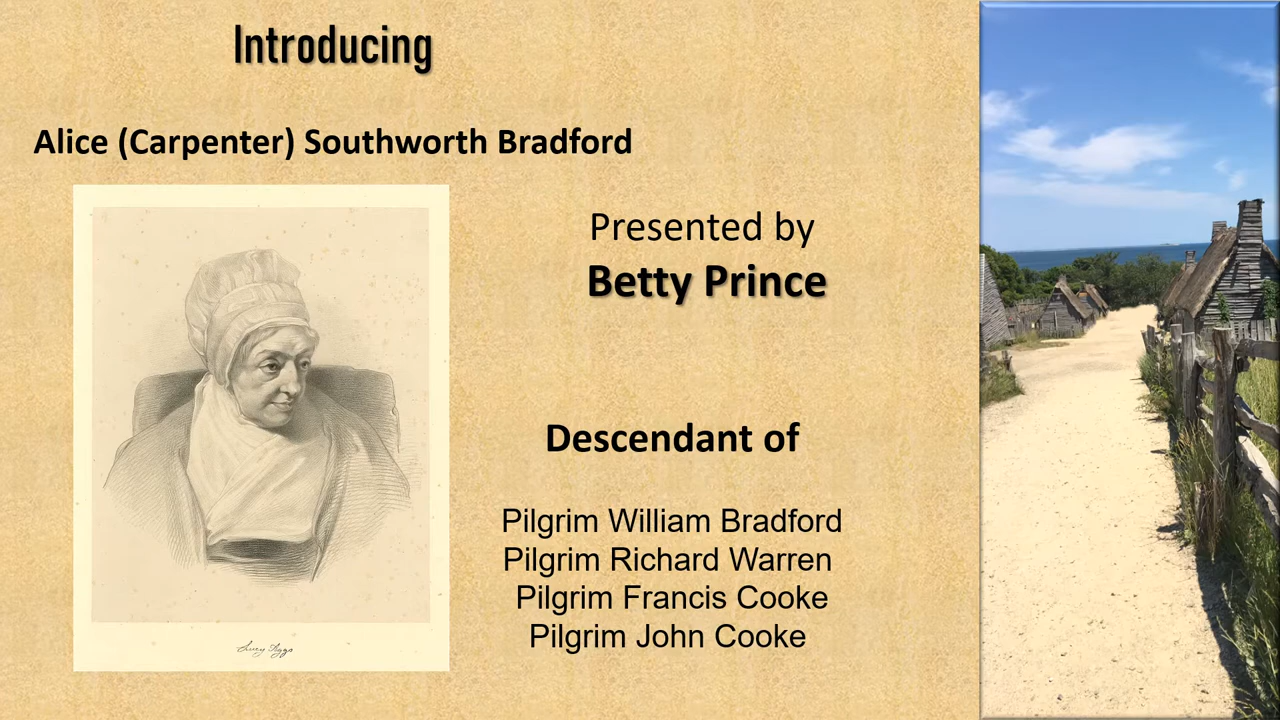 Introducing
Alice (Carpenter) Southworth Bradford
Presented by
Betty Prince
Descendant of
Pilgrim William Bradford
Pilgrim Richard Warren
Pilgrim Francis Cooke
Pilgrim John Cooke